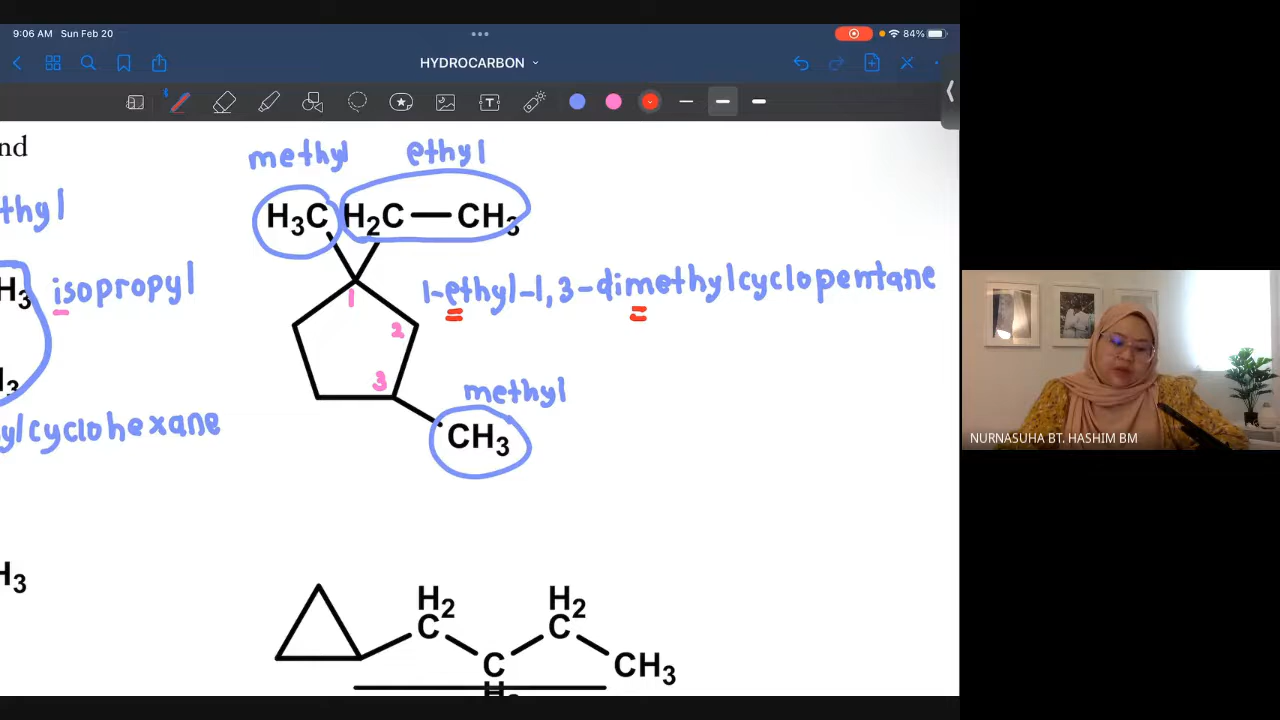 9:06 AM Sun Feb 20
84%
HYDROCARBON
nd
methyl ethyl
thyl
H3C H2C — CH3
H3 isopropyl
1-ethyl-1,3-dimethylcyclopentane
1
2
3
methyl
ylcyclohexane
CH3
NURNASUHA BT. HASHIM BM
H3
H2 H2
C C
C CH3